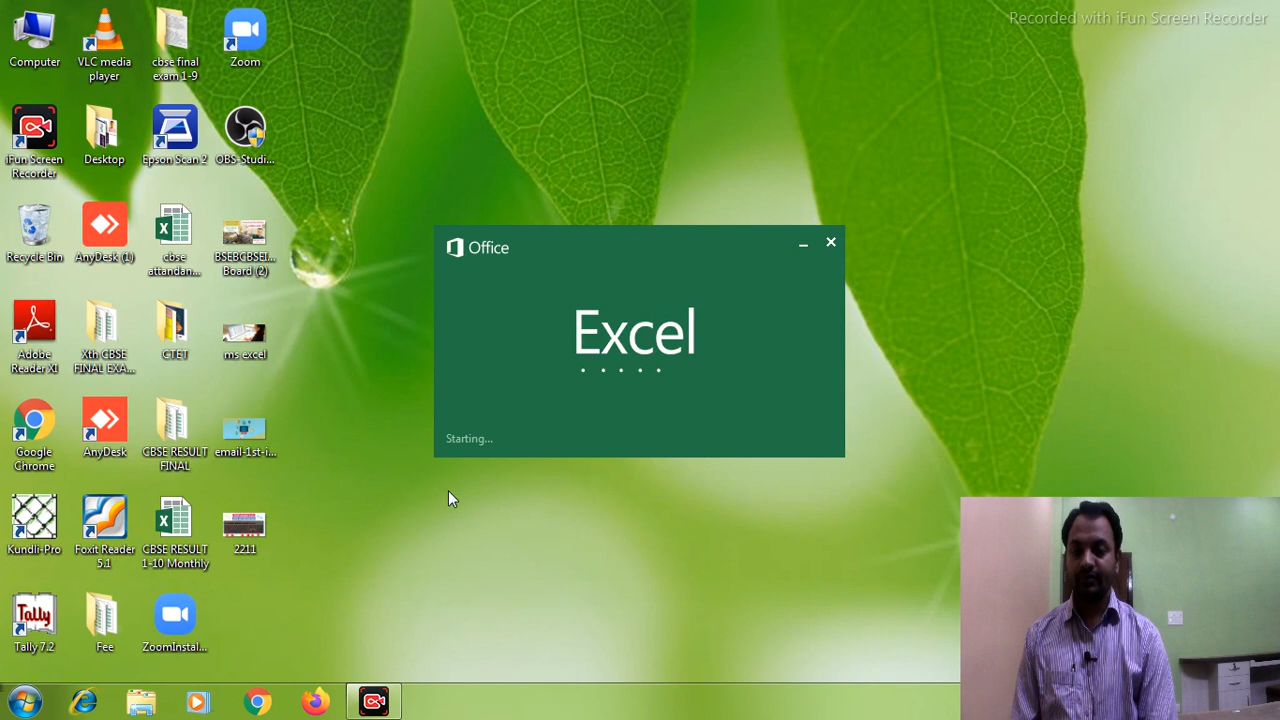 Recorded with iFun Screen Recorder
Computer
VLC media
player
cbse final
exam 1-9
Zoom
iFun Screen
Recorder
Desktop
Epson Scan 2
OBS-Studi...
Recycle Bin
AnyDesk (1)
cbse
attandan...
BSEBCBSEI...
Board (2)
Adobe
Reader XI
Xth CBSE
FINAL EXA...
CTET
ms excel
Google
Chrome
AnyDesk
CBSE RESULT
FINAL
email-1st-i...
Kundli-Pro
Foxit Reader
5.1
CBSE RESULT
1-10 Monthly
2211
Tally
Tally 7.2
Fee
ZoomInstal...
Office
Excel
Starting...